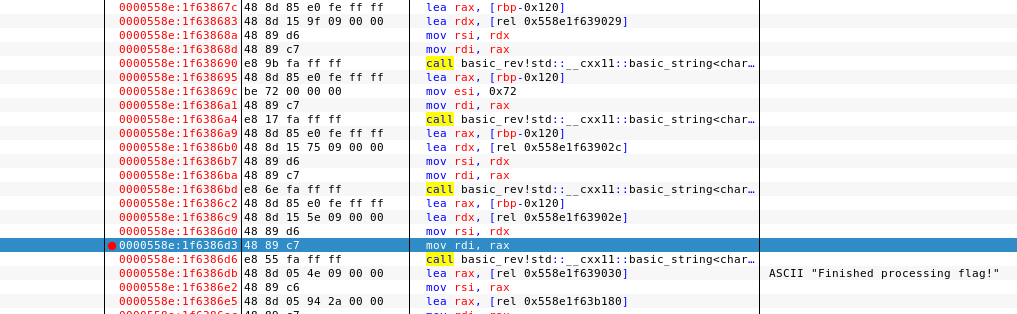 0000558e:1f63867c 48 8d 85 e0 fe ff ff lea rax, [rbp-0x120]
0000558e:1f638683 48 8d 15 9f 09 00 00 lea rdx, [rel 0x558e1f639029]
0000558e:1f63868a 48 89 d6 mov rsi, rdx
0000558e:1f63868d 48 89 c7 mov rdi, rax
0000558e:1f638690 e8 9b fa ff ff call basic_rev!std::__cxx11::basic_string<char…
0000558e:1f638695 48 8d 85 e0 fe ff ff lea rax, [rbp-0x120]
0000558e:1f63869c be 72 00 00 00 mov esi, 0x72
0000558e:1f6386a1 48 89 c7 mov rdi, rax
0000558e:1f6386a4 e8 17 fa ff ff call basic_rev!std::__cxx11::basic_string<char…
0000558e:1f6386a9 48 8d 85 e0 fe ff ff lea rax, [rbp-0x120]
0000558e:1f6386b0 48 8d 15 75 09 00 00 lea rdx, [rel 0x558e1f63902c]
0000558e:1f6386b7 48 89 d6 mov rsi, rdx
0000558e:1f6386ba 48 89 c7 mov rdi, rax
0000558e:1f6386bd e8 6e fa ff ff call basic_rev!std::__cxx11::basic_string<char…
0000558e:1f6386c2 48 8d 85 e0 fe ff ff lea rax, [rbp-0x120]
0000558e:1f6386c9 48 8d 15 5e 09 00 00 lea rdx, [rel 0x558e1f63902e]
0000558e:1f6386d0 48 89 d6 mov rsi, rdx
0000558e:1f6386d3 48 89 c7 mov rdi, rax
0000558e:1f6386d6 e8 55 fa ff ff call basic_rev!std::__cxx11::basic_string<char…
0000558e:1f6386db 48 8d 05 4e 09 00 00 lea rax, [rel 0x558e1f639030] ASCII "Finished processing flag!"
0000558e:1f6386e2 48 89 c6 mov rsi, rax
0000558e:1f6386e5 48 8d 05 94 2a 00 00 lea rax, [rel 0x558e1f63b180]